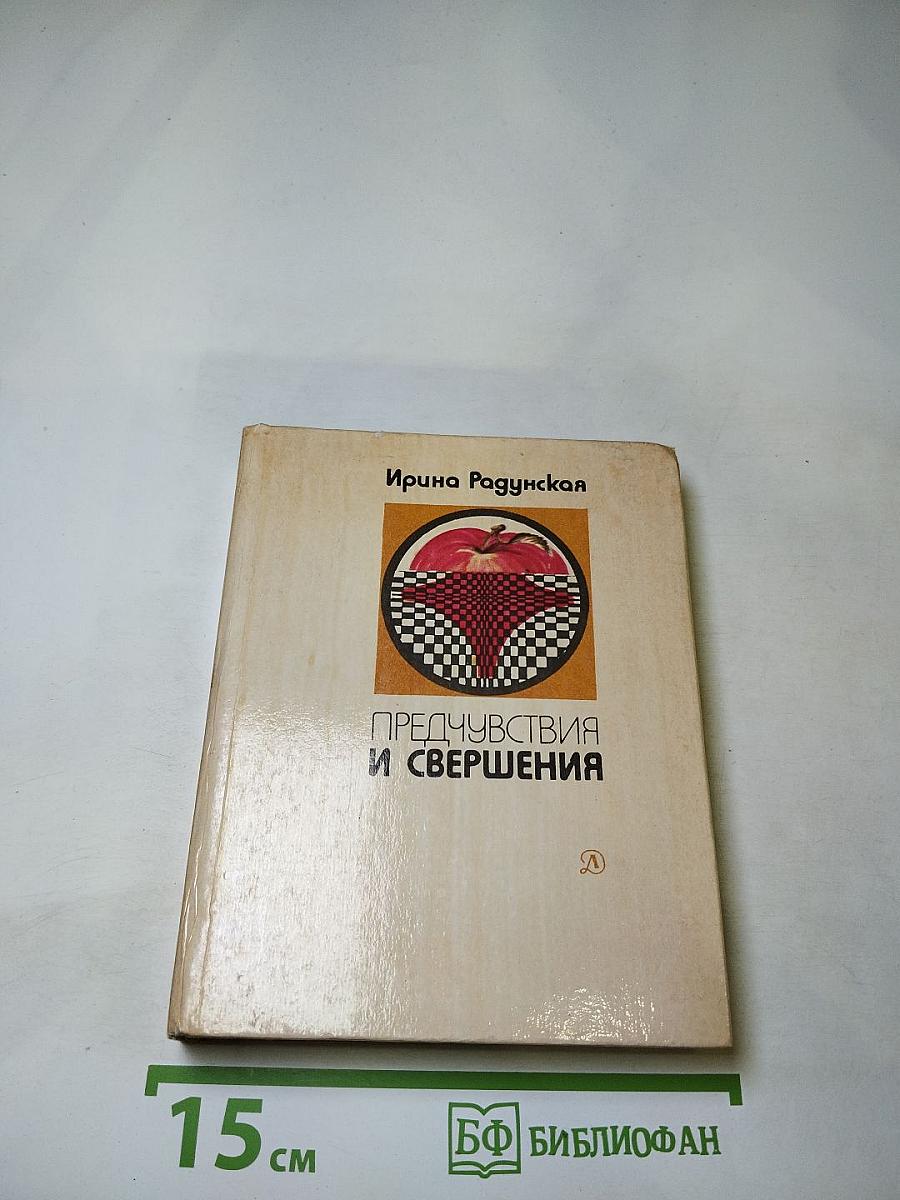 Ирина Радунская
ПРЕДЧУВСТВИЯ
И СВЕРШЕНИЯ
Д
15 см
БФ БИБЛИОФАН